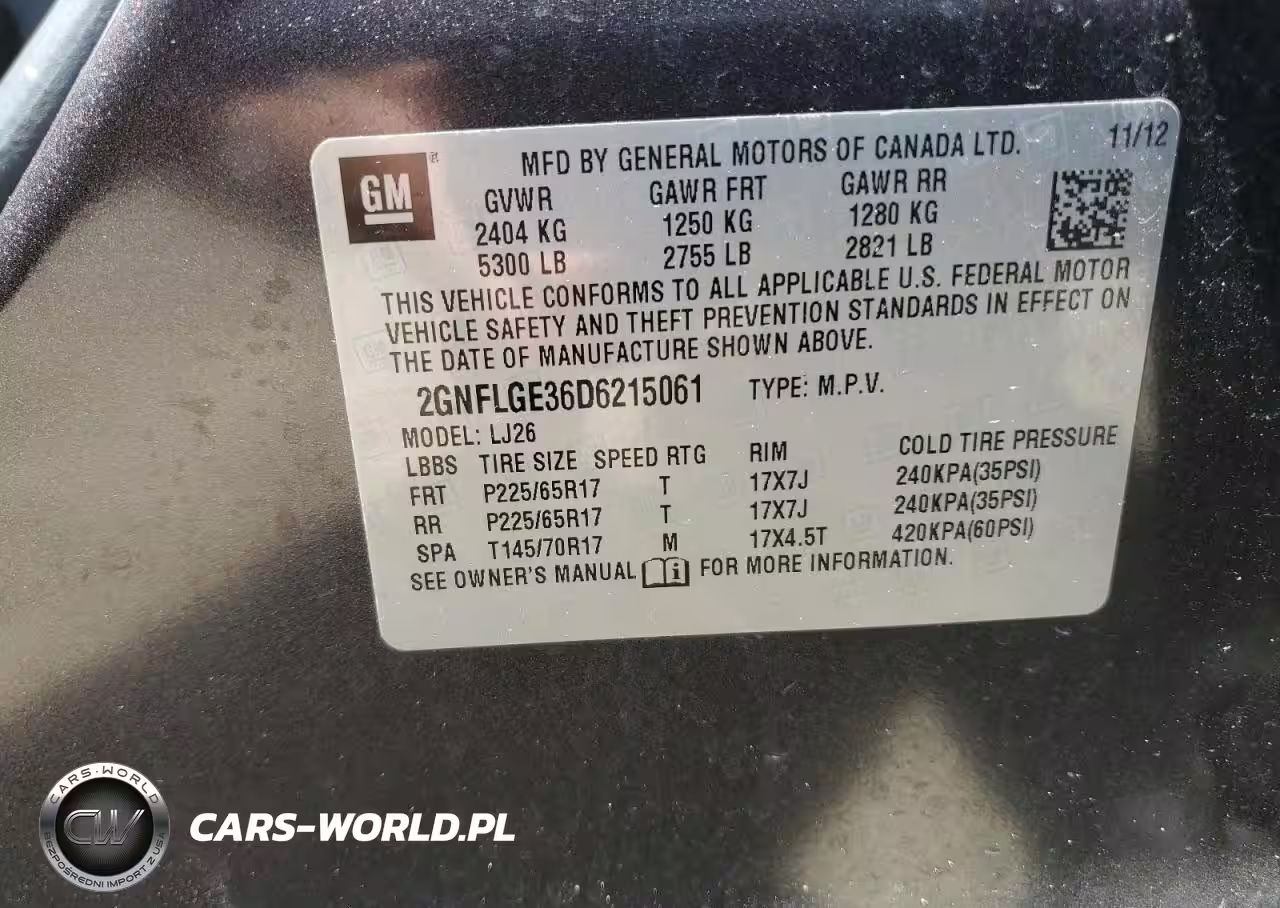 GM
MFD BY GENERAL MOTORS OF CANADA LTD. 11/12
GVWR GAWR FRT GAWR RR
2404 KG 1250 KG 1280 KG
5300 LB 2755 LB 2821 LB
THIS VEHICLE CONFORMS TO ALL APPLICABLE U.S. FEDERAL MOTOR
VEHICLE SAFETY AND THEFT PREVENTION STANDARDS IN EFFECT ON
THE DATE OF MANUFACTURE SHOWN ABOVE.
2GNFLGE36D6215061 TYPE: M.P.V.
MODEL: LJ26
LBBS TIRE SIZE SPEED RTG RIM COLD TIRE PRESSURE
FRT P225/65R17 T 17X7J 240KPA(35PSI)
RR P225/65R17 T 17X7J 240KPA(35PSI)
SPA T145/70R17 M 17X4.5T 420KPA(60PSI)
SEE OWNER'S MANUAL FOR MORE INFORMATION.
CARS-WORLD
CW
BEZPOŚREDNI IMPORT Z USA
CARS-WORLD.PL